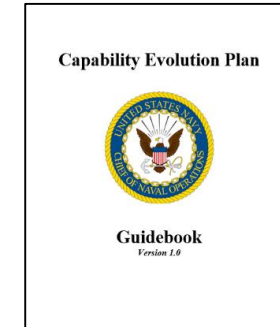 Capability Evolution Plan
UNITED STATES NAVY
CHIEF OF NAVAL OPERATIONS
Guidebook
Version 1.0